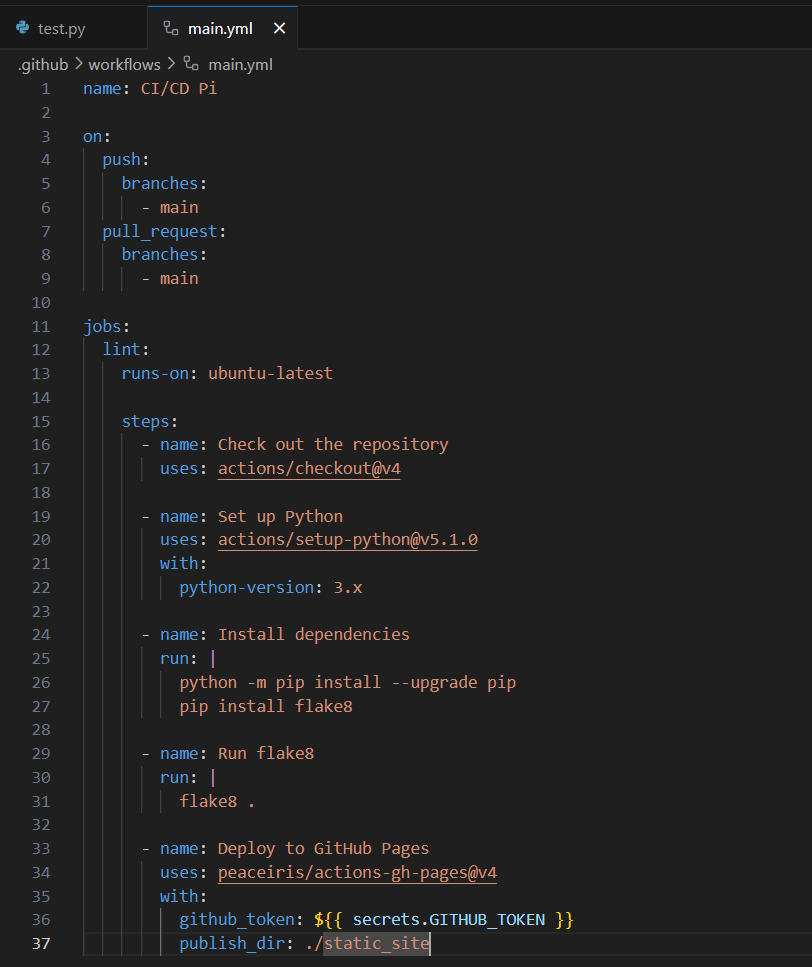 test.py
main.yml
.github > workflows > main.yml
1 name: CI/CD Pi
2
3 on:
4   push:
5     branches:
6       - main
7   pull_request:
8     branches:
9       - main
10
11 jobs:
12   lint:
13     runs-on: ubuntu-latest
14
15     steps:
16       - name: Check out the repository
17         uses: actions/checkout@v4
18
19       - name: Set up Python
20         uses: actions/setup-python@v5.1.0
21         with:
22           python-version: 3.x
23
24       - name: Install dependencies
25         run: |
26           python -m pip install --upgrade pip
27           pip install flake8
28
29       - name: Run flake8
30         run: |
31           flake8 .
32
33       - name: Deploy to GitHub Pages
34         uses: peaceiris/actions-gh-pages@v4
35         with:
36           github_token: ${{ secrets.GITHUB_TOKEN }}
37           publish_dir: ./static_site